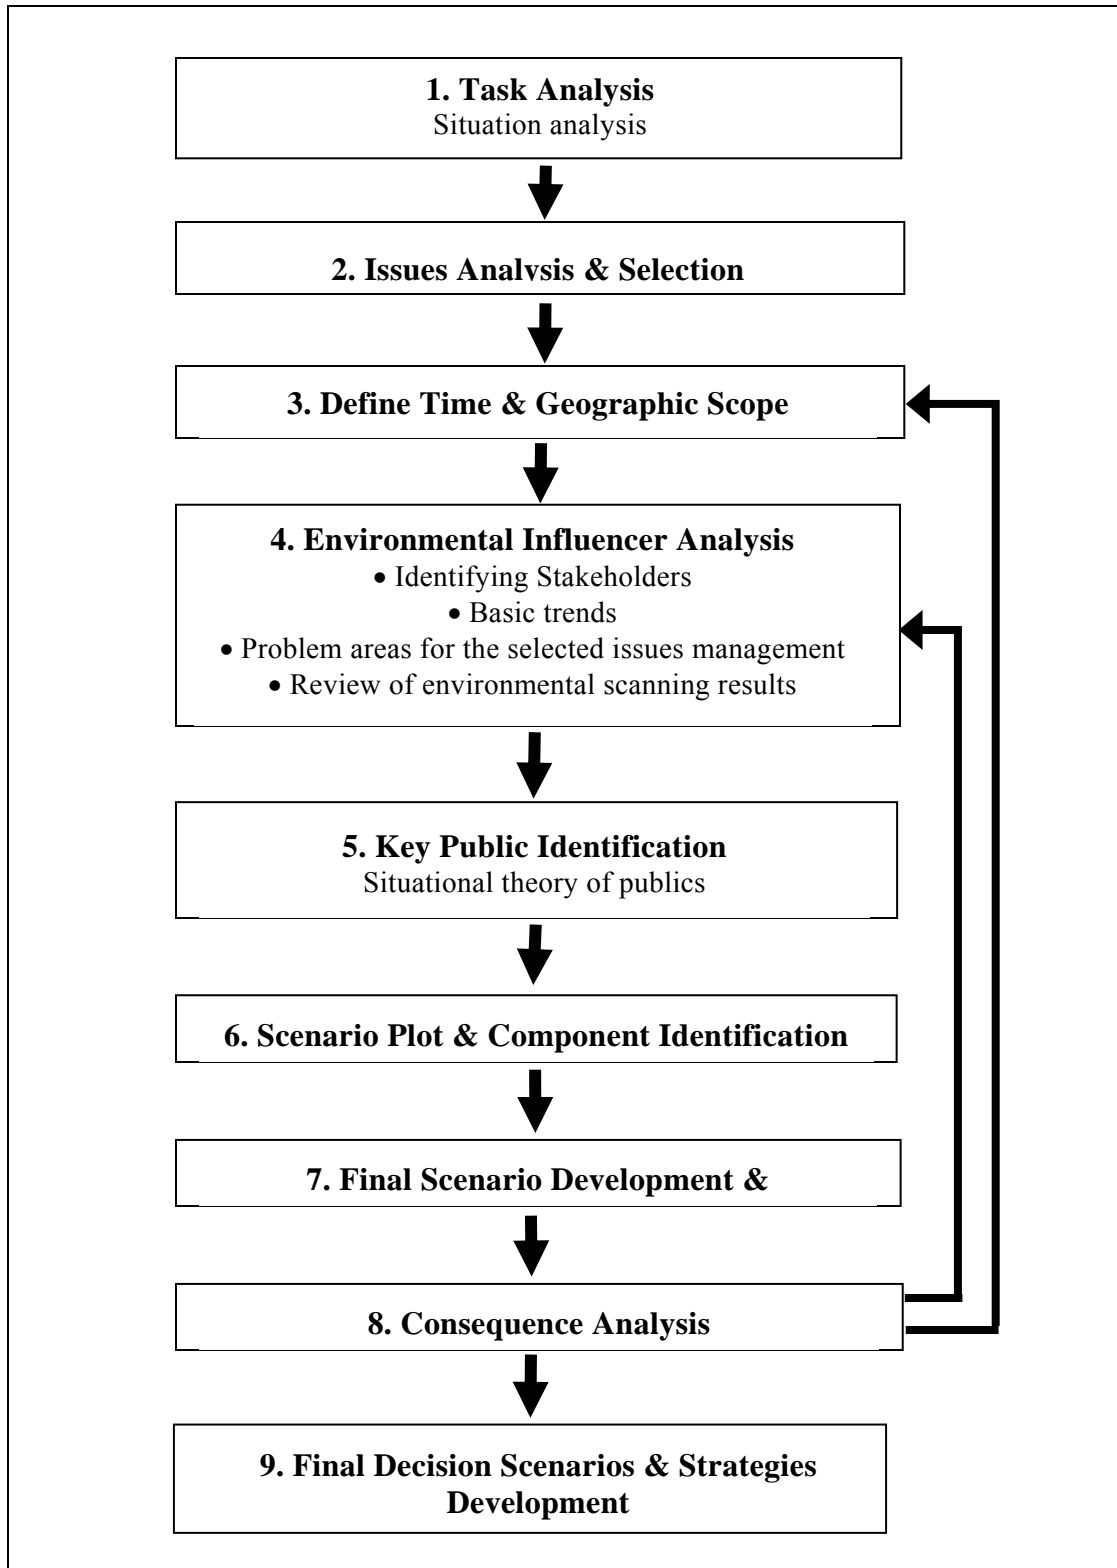 1. Task Analysis
Situation analysis
2. Issues Analysis & Selection
3. Define Time & Geographic Scope
4. Environmental Influencer Analysis
• Identifying Stakeholders
• Basic trends
• Problem areas for the selected issues management
• Review of environmental scanning results
5. Key Public Identification
Situational theory of publics
6. Scenario Plot & Component Identification
7. Final Scenario Development &
8. Consequence Analysis
9. Final Decision Scenarios & Strategies
Development